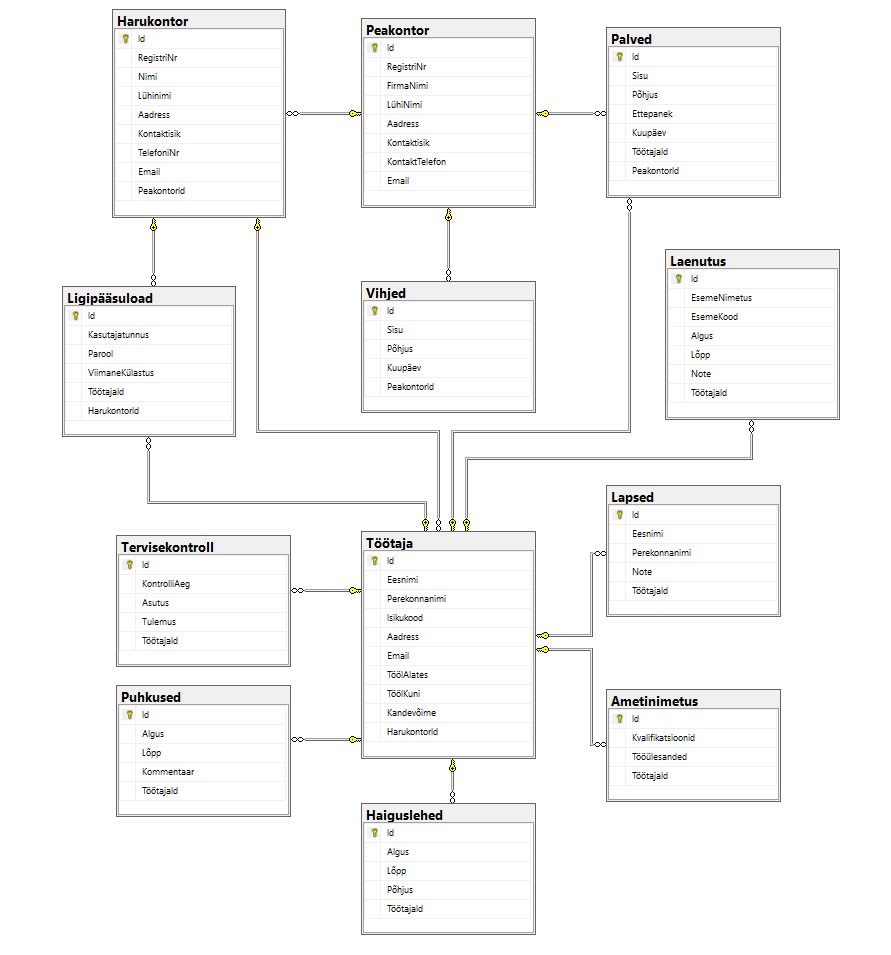 Harukontor
Id
RegistriNr
Nimi
Lühinimi
Aadress
Kontaktisik
TelefoniNr
Email
PeakontorId
Peakontor
Id
RegistriNr
FirmaNimi
LühiNimi
Aadress
Kontaktisik
KontaktTelefon
Email
Palved
Id
Sisu
Põhjus
Ettepanek
Kuupäev
TöötajaId
PeakontorId
Ligipääsuload
Id
Kasutajatunnus
Parool
ViimaneKülastus
TöötajaId
HarukontorId
Vihjed
Id
Sisu
Põhjus
Kuupäev
PeakontorId
Laenutus
Id
EsemeNimetus
EsemeKood
Algus
Lõpp
Note
TöötajaId
Tervisekontroll
Id
KontrolliAeg
Asutus
Tulemus
TöötajaId
Töötaja
Id
Eesnimi
Perekonnanimi
Isikukood
Aadress
Email
TöölAlates
TöölKuni
Kandevõime
HarukontorId
Lapsed
Id
Eesnimi
Perekonnanimi
Note
TöötajaId
Puhkused
Id
Algus
Lõpp
Kommentaar
TöötajaId
Ametinimetus
Id
Kvalifikatsioonid
Tööülesanded
TöötajaId
Haiguslehed
Id
Algus
Lõpp
Põhjus
TöötajaId